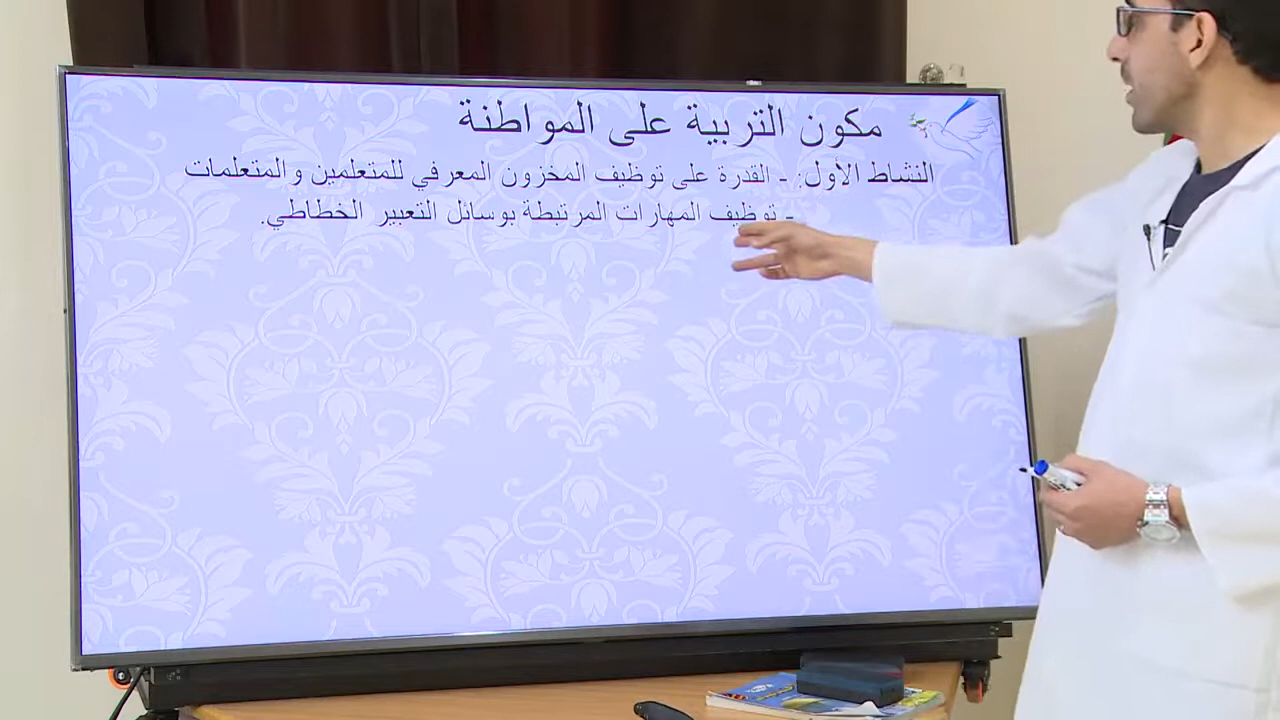 مكون التربية على المواطنة
النشاط الأول: - القدرة على توظيف المخزون المعرفي للمتعلمين والمتعلمات
- توظيف المهارات المرتبطة بوسائل التعبير الخطاطي.